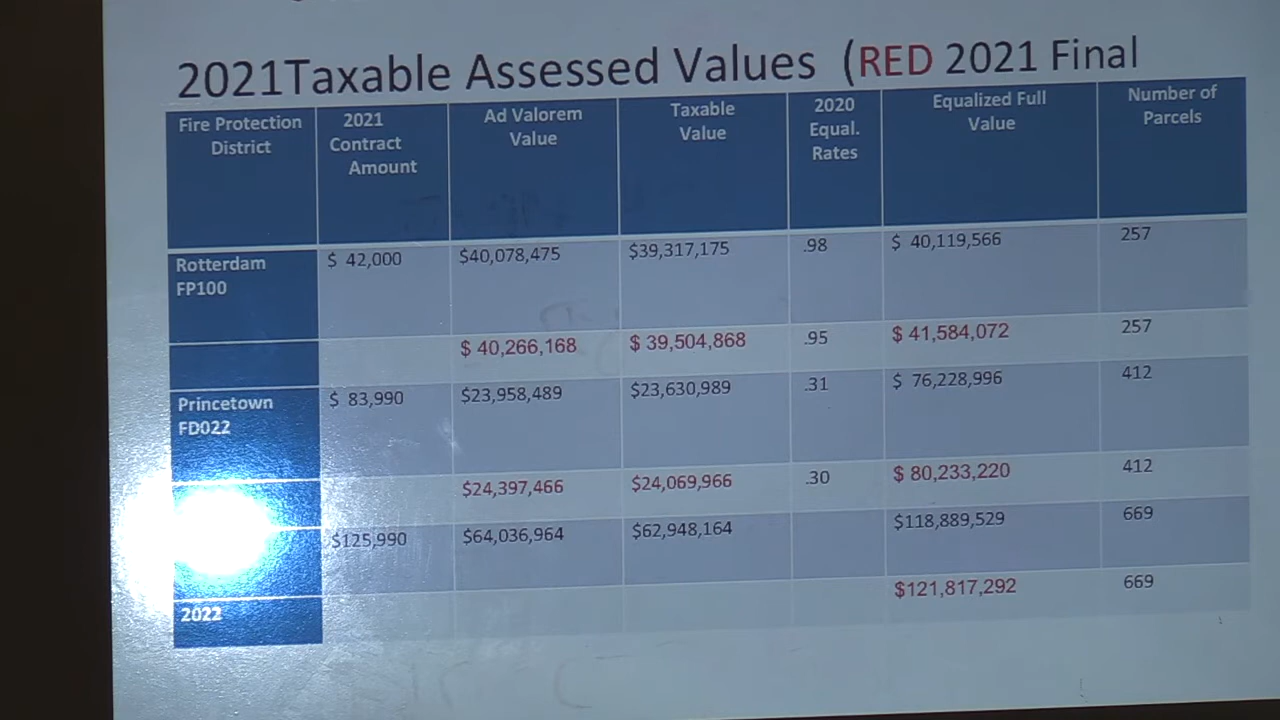 2021Taxable Assessed Values (RED 2021 Final
Fire Protection District | 2021 Contract Amount | Ad Valorem Value | Taxable Value | 2020 Equal. Rates | Equalized Full Value | Number of Parcels
Rotterdam FP100 | $ 42,000 | $40,078,475 | $39,317,175 | .98 | $ 40,119,566 | 257
$ 40,266,168 | $ 39,504,868 | .95 | $ 41,584,072 | 257
Princetown FD022 | $ 83,990 | $23,958,489 | $23,630,989 | .31 | $ 76,228,996 | 412
$24,397,466 | $24,069,966 | .30 | $ 80,233,220 | 412
$125,990 | $64,036,964 | $62,948,164 | $118,889,529 | 669
2022 | $121,817,292 | 669